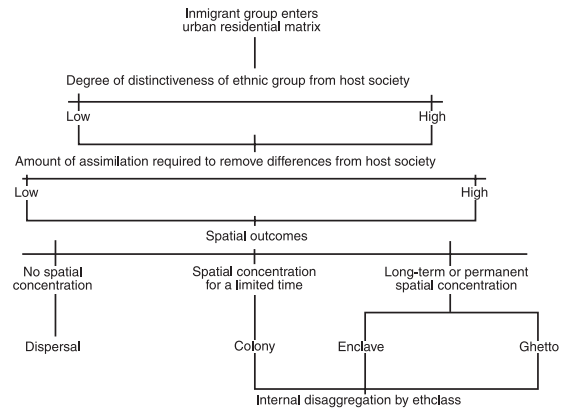 Inmigrant group enters
urban residential matrix
Degree of distinctiveness of ethnic group from host society
Low
High
Amount of assimilation required to remove differences from host society
Low
High
Spatial outcomes
No spatial
concentration
Spatial concentration
for a limited time
Long-term or permanent
spatial concentration
Dispersal
Colony
Enclave
Ghetto
Internal disaggregation by ethclass